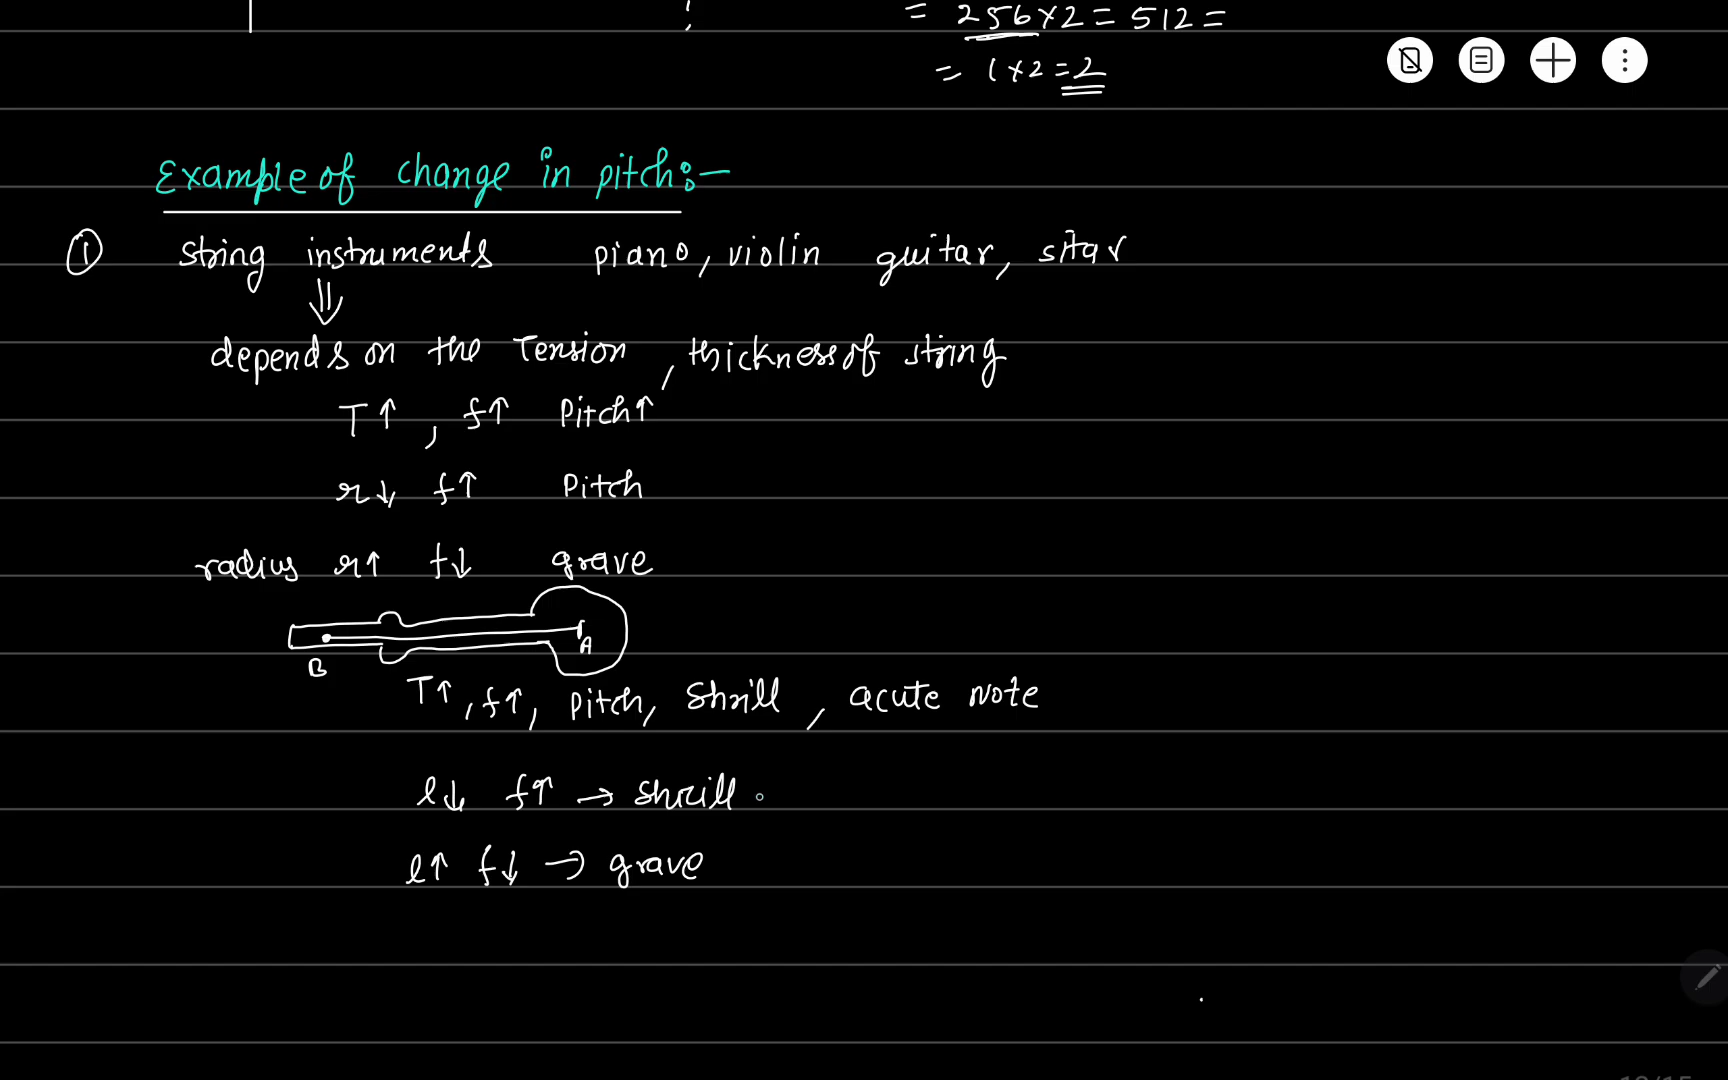 = 256×2 = 512 =
= 1×2 = 2
Example of change in pitch:-
① string instruments piano, violin guitar, sitar
⇓
depends on the Tension, thickness of string
T↑, f↑ Pitch↑
r↓ f↑ Pitch
radius r↑ f↓ grave
A
B
T↑, f↑, pitch, shrill, acute note
l↓ f↑ → shrill
l↑ f↓ → grave